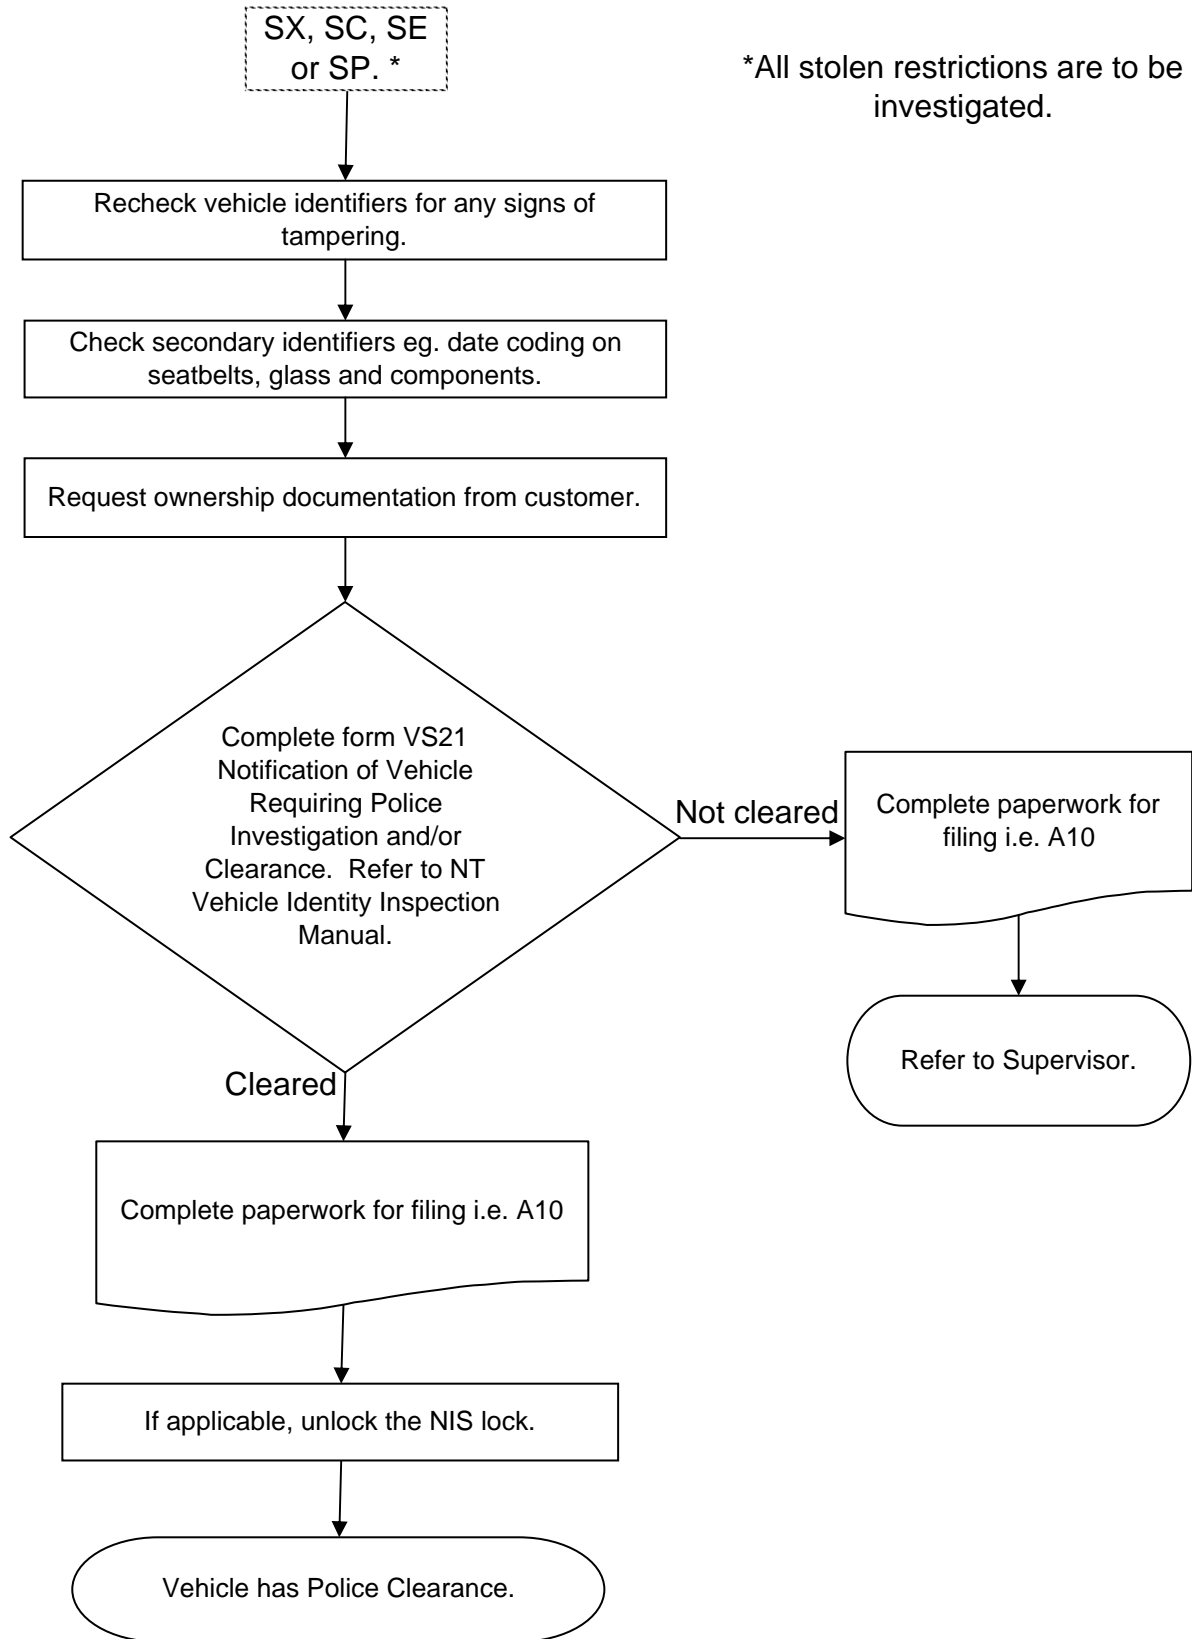 SX, SC, SE
or SP. *
*All stolen restrictions are to be
investigated.
Recheck vehicle identifiers for any signs of
tampering.
Check secondary identifiers eg. date coding on
seatbelts, glass and components.
Request ownership documentation from customer.
Complete form VS21
Notification of Vehicle
Requiring Police
Investigation and/or
Clearance.  Refer to NT
Vehicle Identity Inspection
Manual.
Not cleared
Complete paperwork for
filing i.e. A10
Refer to Supervisor.
Cleared
Complete paperwork for filing i.e. A10
If applicable, unlock the NIS lock.
Vehicle has Police Clearance.